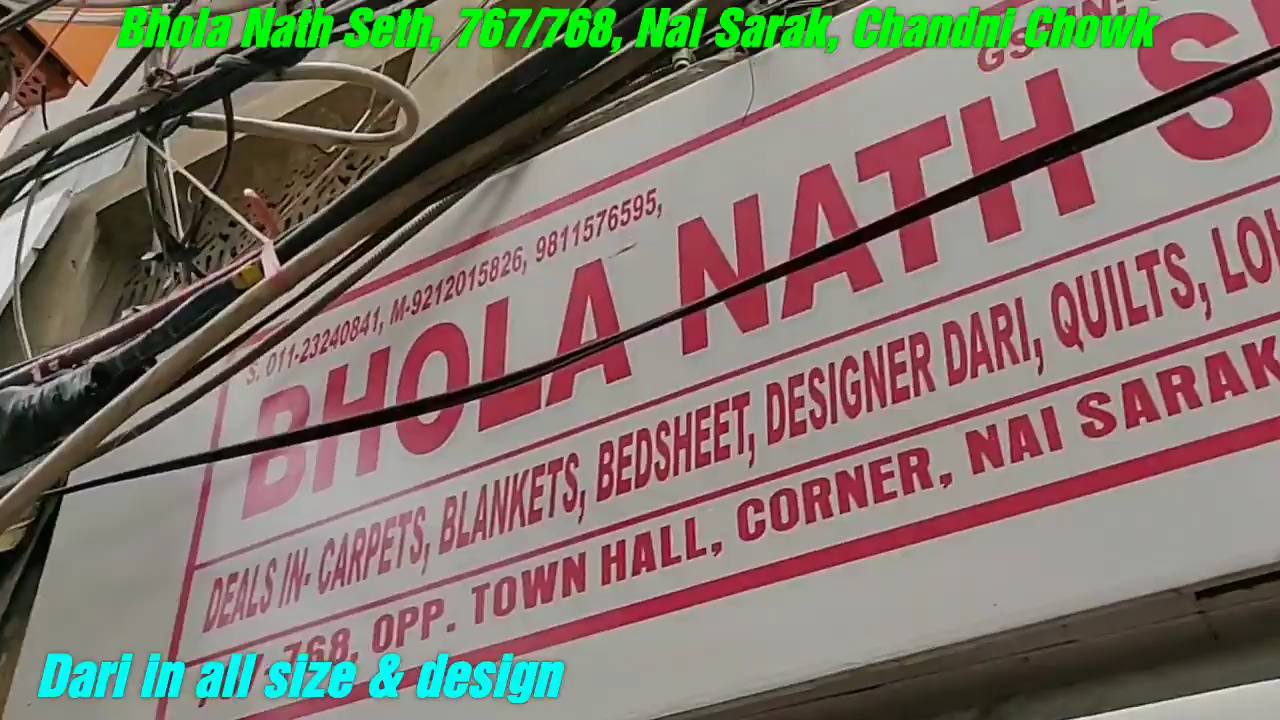 Bhola Nath Seth, 767/768, Nai Sarak, Chandni Chowk
S. 011-23240841, M-9212015826, 9811576595,
BHOLA NATH
DEALS IN- CARPETS, BLANKETS, BEDSHEET, DESIGNER DARI, QUILTS,
768, OPP. TOWN HALL, CORNER, NAI SARAK
Dari in all size & design